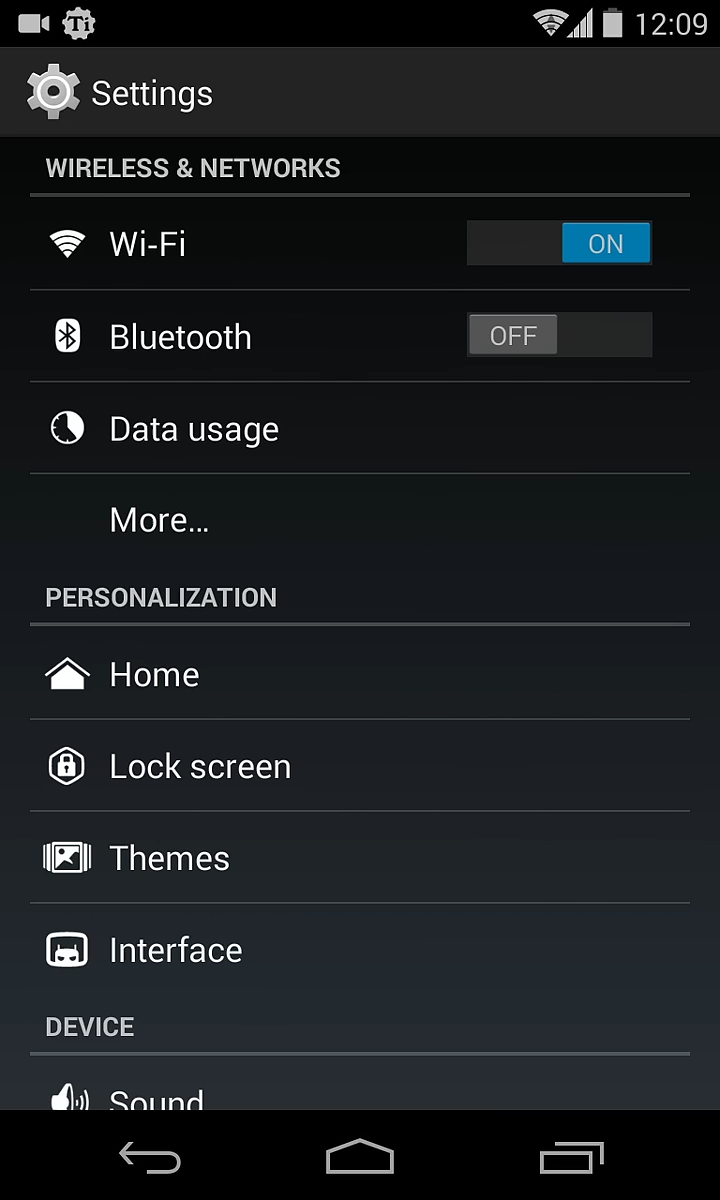 Ti 12:09
Settings
WIRELESS & NETWORKS
Wi-Fi ON
Bluetooth OFF
Data usage
More...
PERSONALIZATION
Home
Lock screen
Themes
Interface
DEVICE
Sound